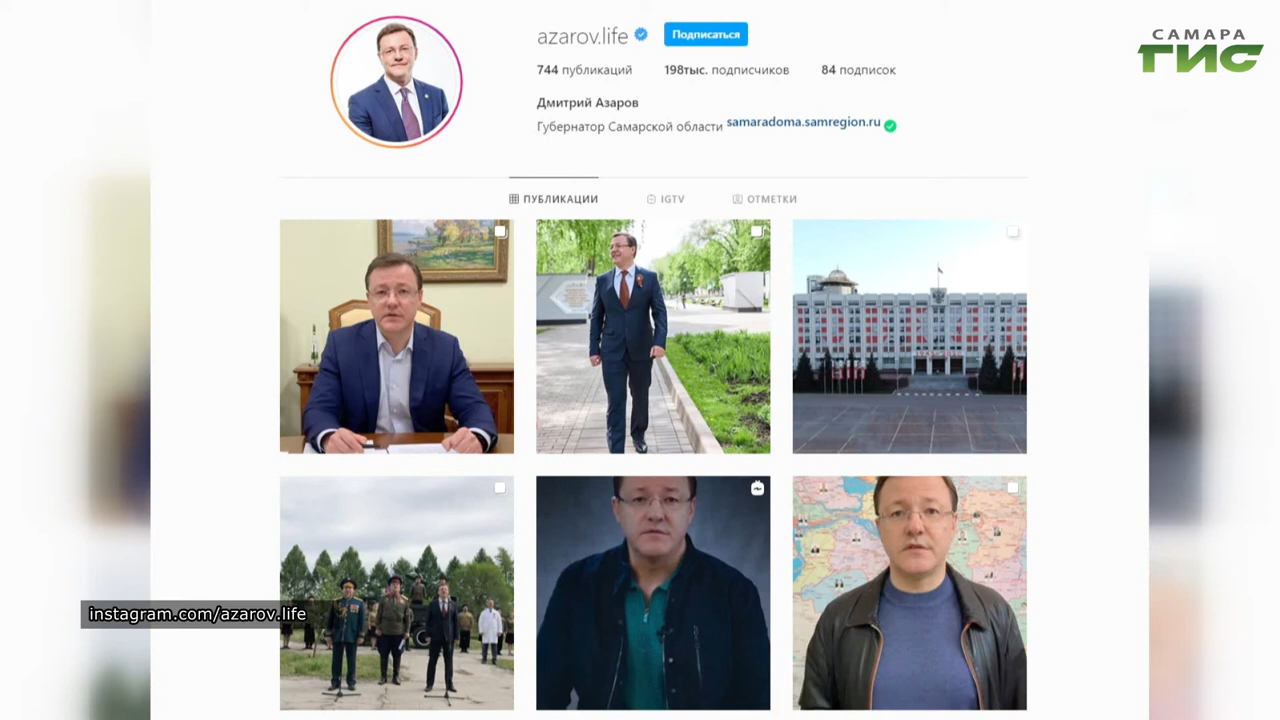 azarov.life
Подписаться
САМАРА
ГИС
744 публикаций
198тыс. подписчиков
84 подписок
Дмитрий Азаров
Губернатор Самарской области samaradoma.samregion.ru
ПУБЛИКАЦИИ
IGTV
ОТМЕТКИ
instagram.com/azarov.life